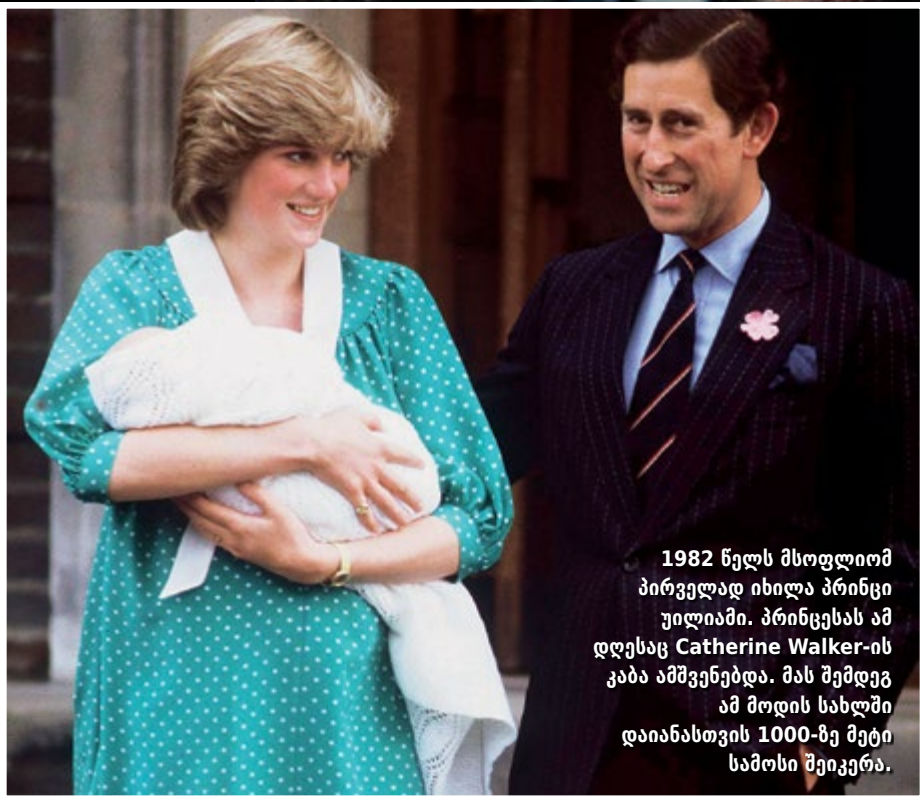 1982 წელს მსოფლიომ
პირველად იხილა პრინცი
უილიამი. პრინცესას ამ
დღესაც Catherine Walker-ის
კაბა ამშვენებდა. მას შემდეგ
ამ მოდის სახლში
დაიანასთვის 1000-ზე მეტი
სამოსი შეიკერა.